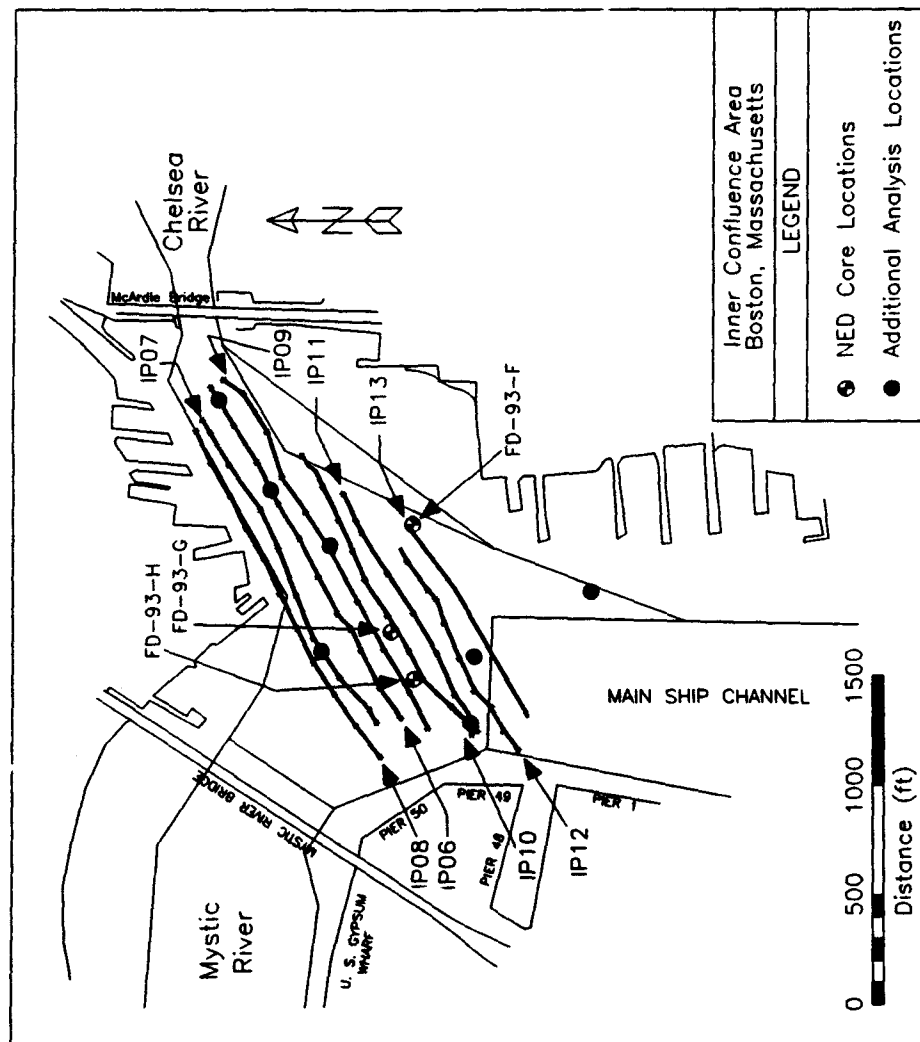 Chelsea
River
McArdle Bridge
N
IP07
IP09
IP11
IP13
FD-93-F
FD-93-H
FD-93-G
Mystic
River
MYSTIC RIVER BRIDGE
U. S. GYPSUM
WHARF
PIER 50
PIER 49
PIER 48
PIER 1
IP08
IP06
IP10
IP12
MAIN SHIP CHANNEL
0 500 1000 1500
Distance (ft)
Inner Confluence Area
Boston, Massachusetts
LEGEND
NED Core Locations
Additional Analysis Locations